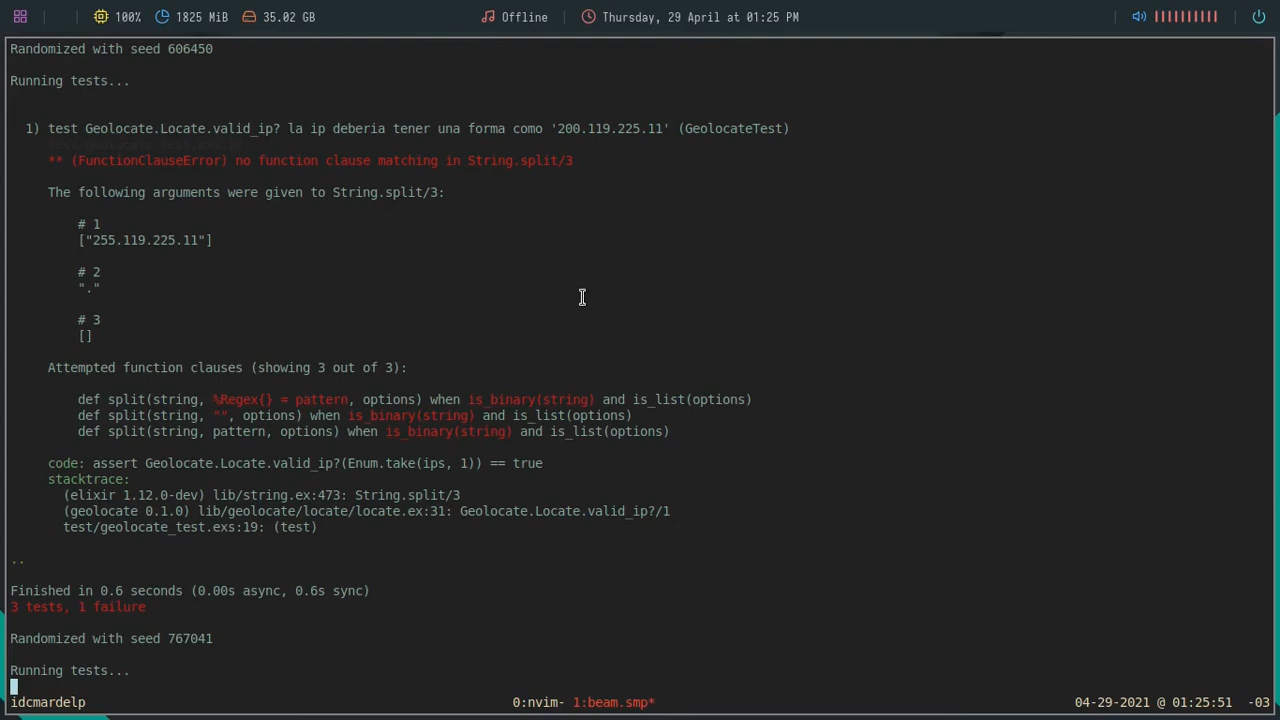 100% 1825 MiB 35.02 GB Offline Thursday, 29 April at 01:25 PM
Randomized with seed 606450
Running tests...
1) test Geolocate.Locate.valid_ip? la ip deberia tener una forma como '200.119.225.11' (GeolocateTest)
test/geolocate_test.exs:18
** (FunctionClauseError) no function clause matching in String.split/3
The following arguments were given to String.split/3:
# 1
["255.119.225.11"]
# 2
"."
# 3
[]
Attempted function clauses (showing 3 out of 3):
def split(string, %Regex{} = pattern, options) when is_binary(string) and is_list(options)
def split(string, "", options) when is_binary(string) and is_list(options)
def split(string, pattern, options) when is_binary(string) and is_list(options)
code: assert Geolocate.Locate.valid_ip?(Enum.take(ips, 1)) == true
stacktrace:
(elixir 1.12.0-dev) lib/string.ex:473: String.split/3
(geolocate 0.1.0) lib/geolocate/locate/locate.ex:31: Geolocate.Locate.valid_ip?/1
test/geolocate_test.exs:19: (test)
..
Finished in 0.6 seconds (0.00s async, 0.6s sync)
3 tests, 1 failure
Randomized with seed 767041
Running tests...
idcmardelp 0:nvim- 1:beam.smp* 04-29-2021 @ 01:25:51 -03